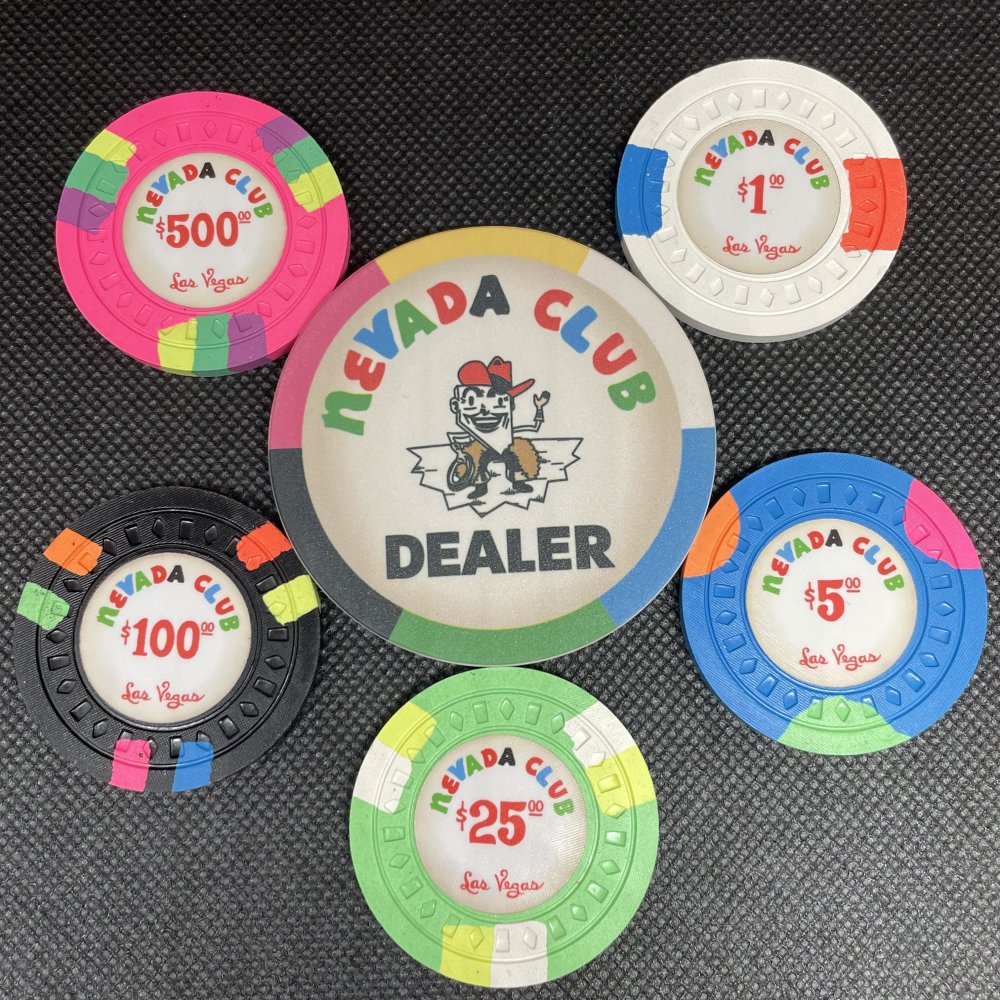 NEVADA CLUB
$500.00
Las Vegas
NEVADA CLUB
$1.00
Las Vegas
NEVADA CLUB
DEALER
NEVADA CLUB
$100.00
Las Vegas
NEVADA CLUB
$5.00
Las Vegas
NEVADA CLUB
$25.00
Las Vegas